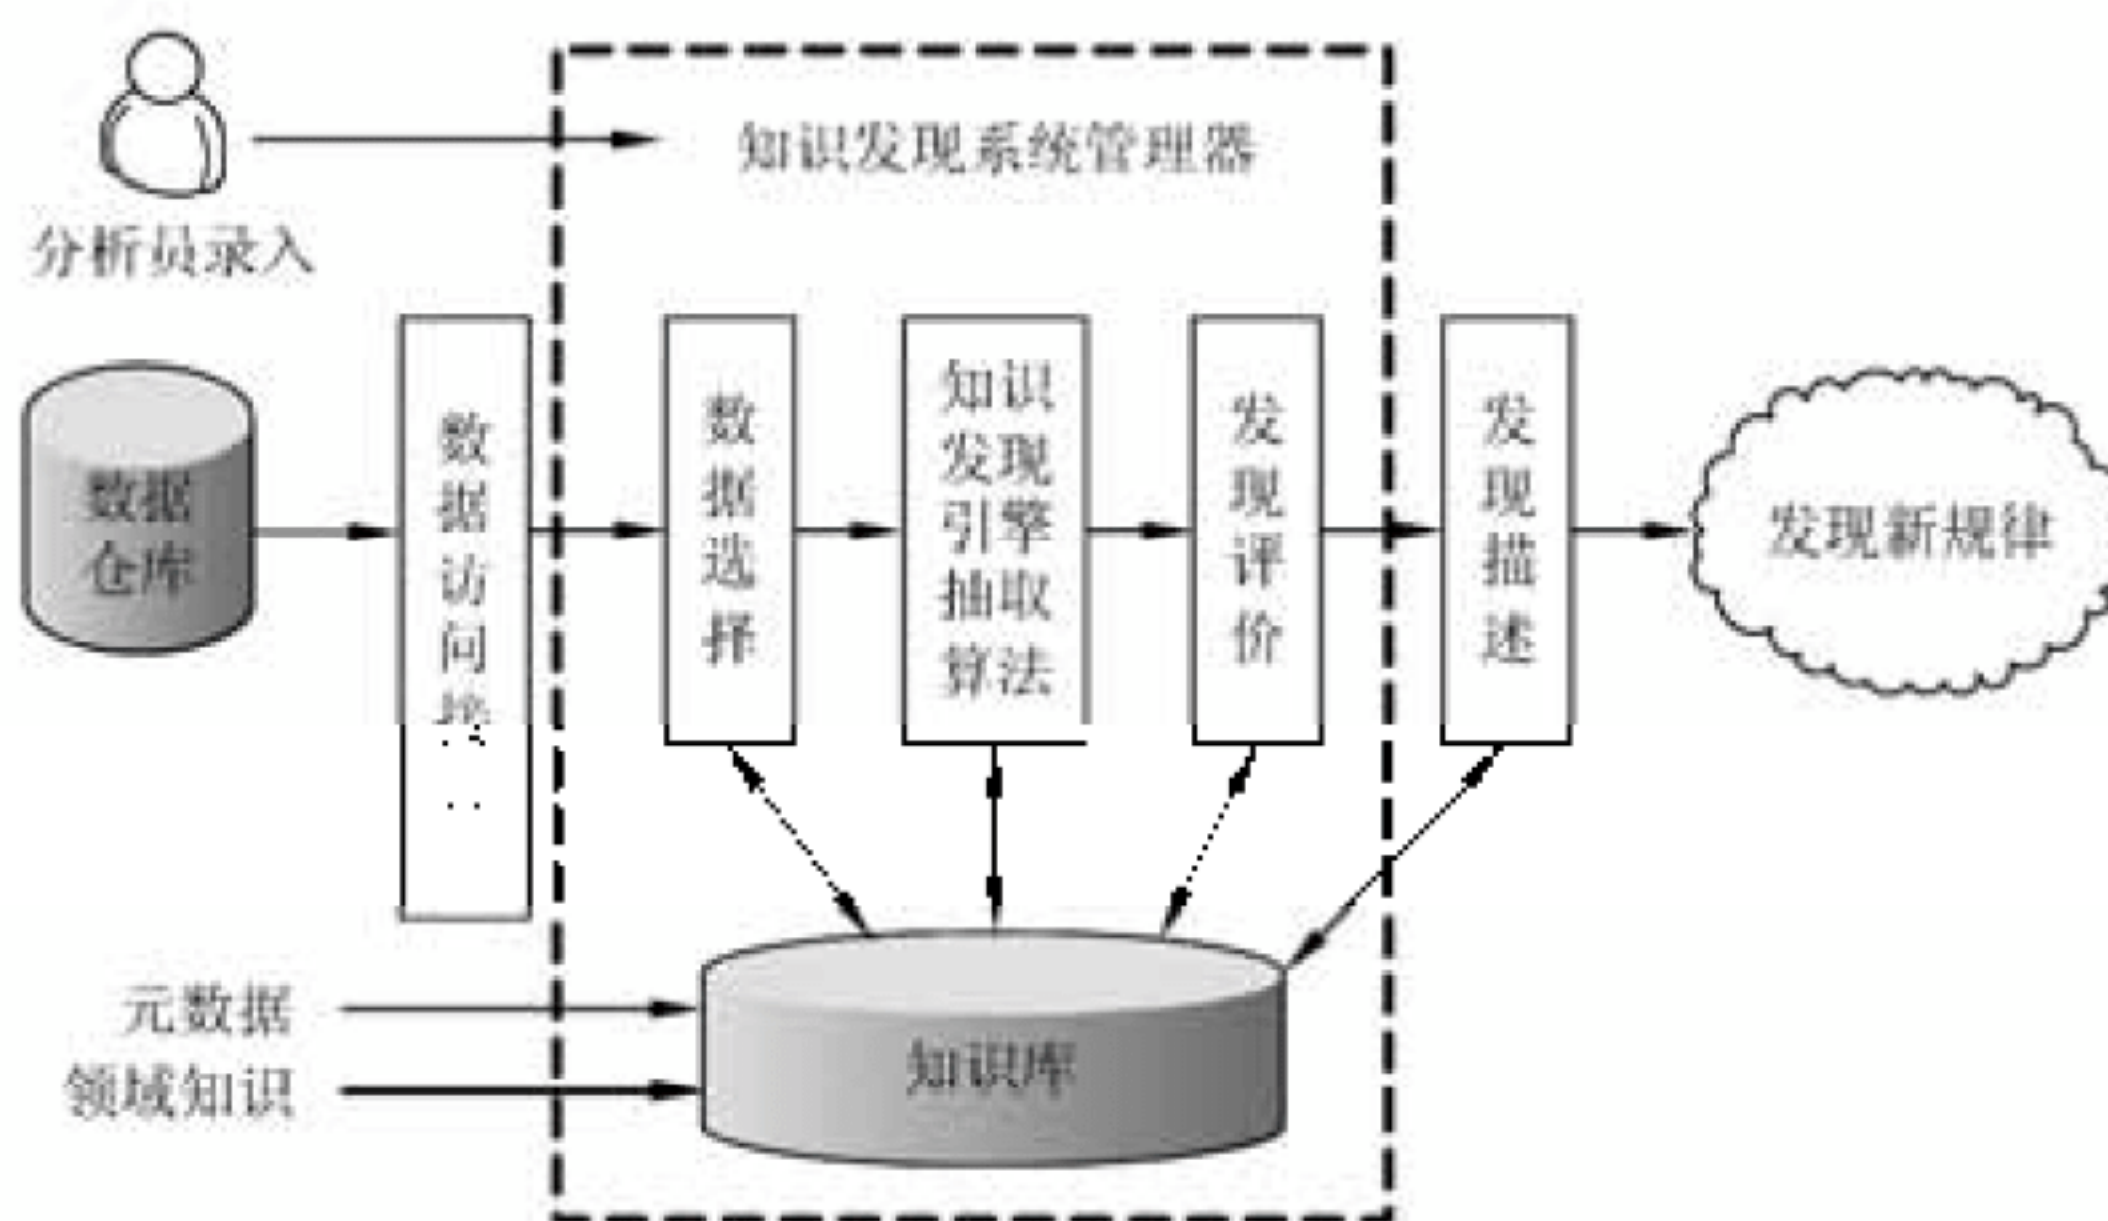 知识发现系统管理器
分析员录入
数据
仓库
数据访问
数据选择
知识
发现
引擎
抽取
算法
发现评价
发现描述
发现新规律
元数据
领域知识
知识库